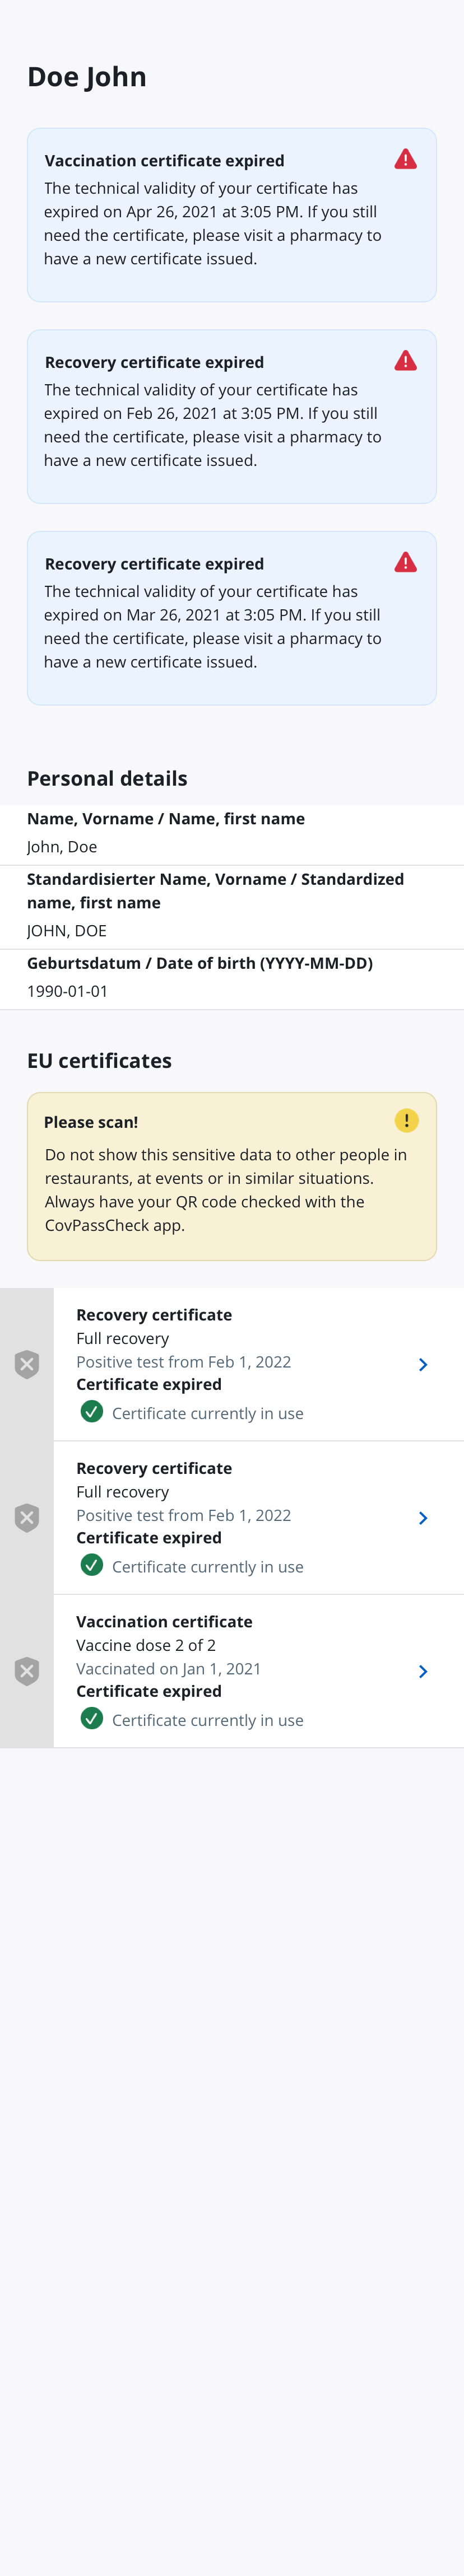 Doe John
Vaccination certificate expired
The technical validity of your certificate has
expired on Apr 26, 2021 at 3:05 PM. If you still
need the certificate, please visit a pharmacy to
have a new certificate issued.
Recovery certificate expired
The technical validity of your certificate has
expired on Feb 26, 2021 at 3:05 PM. If you still
need the certificate, please visit a pharmacy to
have a new certificate issued.
Recovery certificate expired
The technical validity of your certificate has
expired on Mar 26, 2021 at 3:05 PM. If you still
need the certificate, please visit a pharmacy to
have a new certificate issued.
Personal details
Name, Vorname / Name, first name
John, Doe
Standardisierter Name, Vorname / Standardized
name, first name
JOHN, DOE
Geburtsdatum / Date of birth (YYYY-MM-DD)
1990-01-01
EU certificates
Please scan!
Do not show this sensitive data to other people in
restaurants, at events or in similar situations.
Always have your QR code checked with the
CovPassCheck app.
Recovery certificate
Full recovery
Positive test from Feb 1, 2022
Certificate expired
Certificate currently in use
Recovery certificate
Full recovery
Positive test from Feb 1, 2022
Certificate expired
Certificate currently in use
Vaccination certificate
Vaccine dose 2 of 2
Vaccinated on Jan 1, 2021
Certificate expired
Certificate currently in use